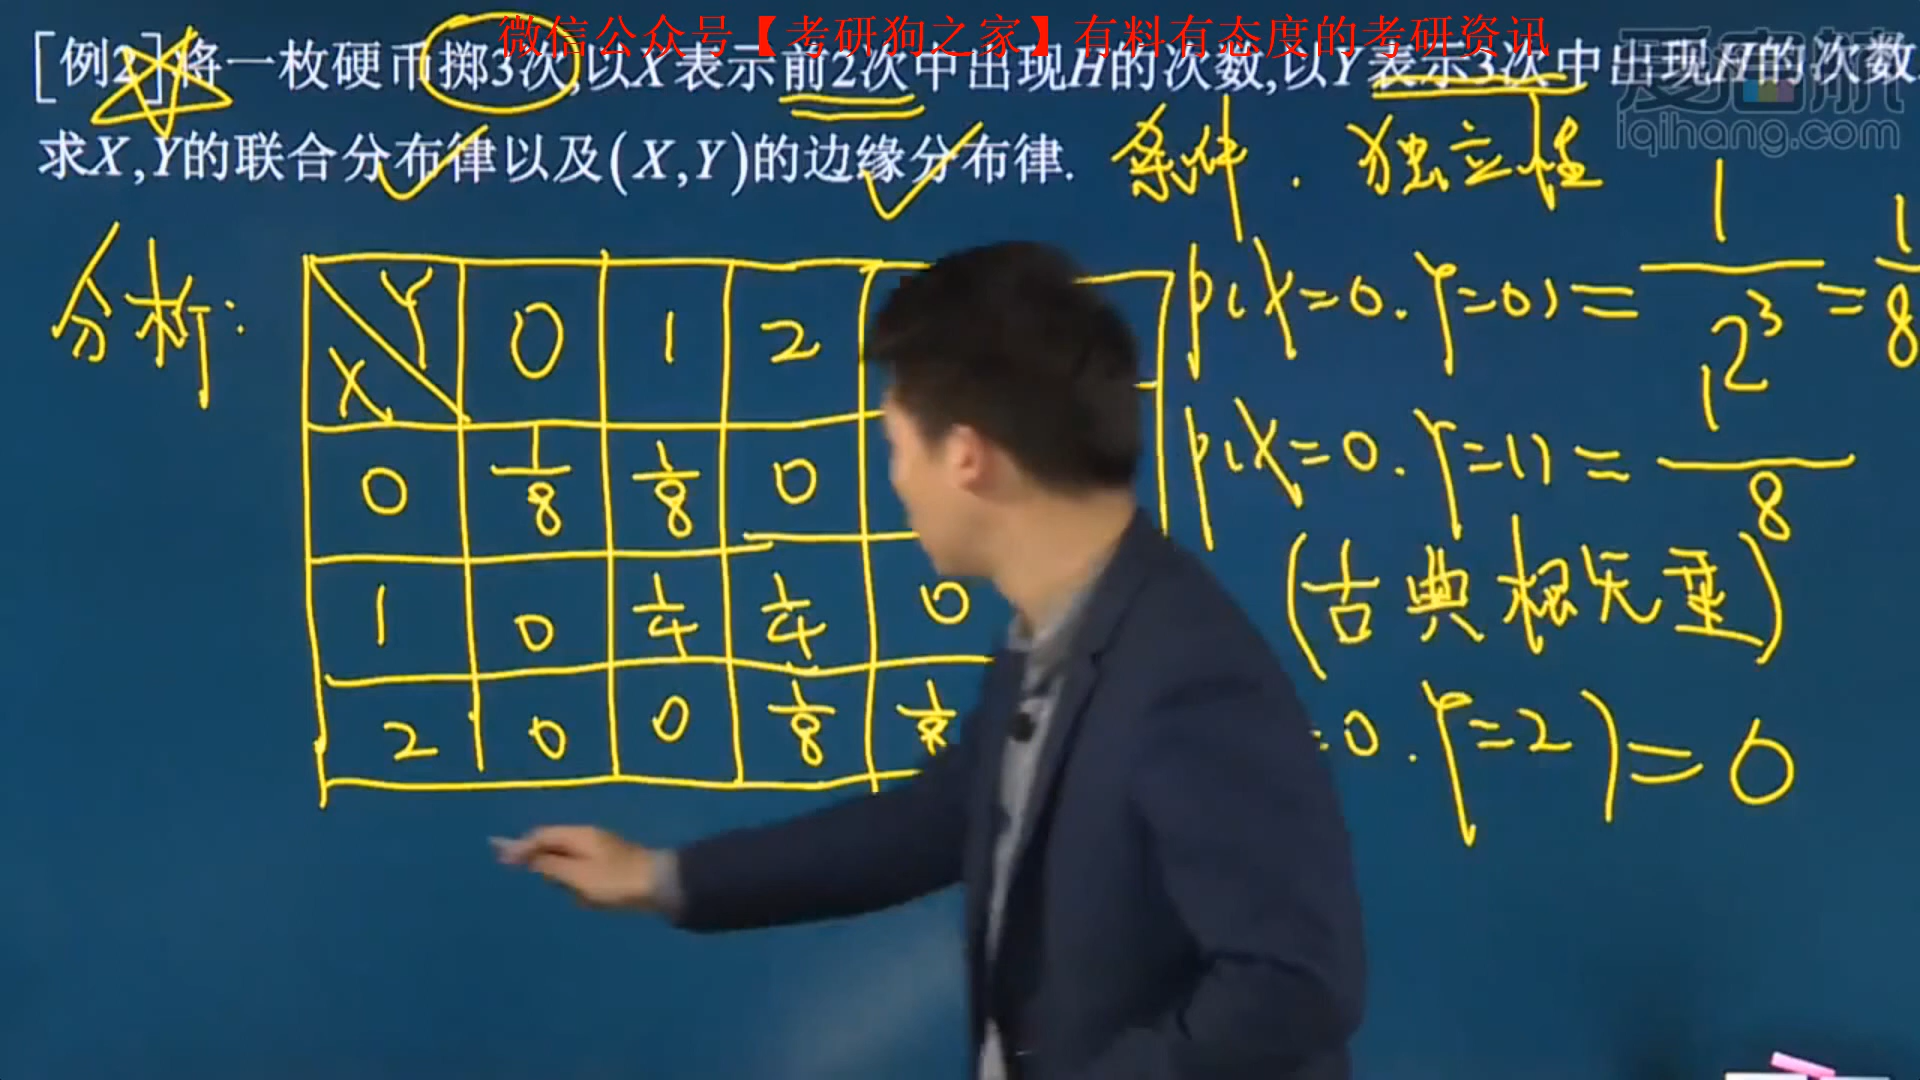 微信公众号【考研狗之家】有料有态度的考研资讯
[例2]将一枚硬币掷3次,以X表示前2次中出现H的次数,以Y表示3次中出现H的次数
求X,Y的联合分布律以及(X,Y)的边缘分布律.
iqihang.com
条件.独立性
分析:
Y 0 1 2
X
0 1/8 1/8 0
1 0 1/4 1/4 0
2 0 0 1/8 1/8
P(X=0.Y=0)=1/2³=1/8
P(X=0.Y=1)=1/8
(古典概型)
=0.Y=2)=0